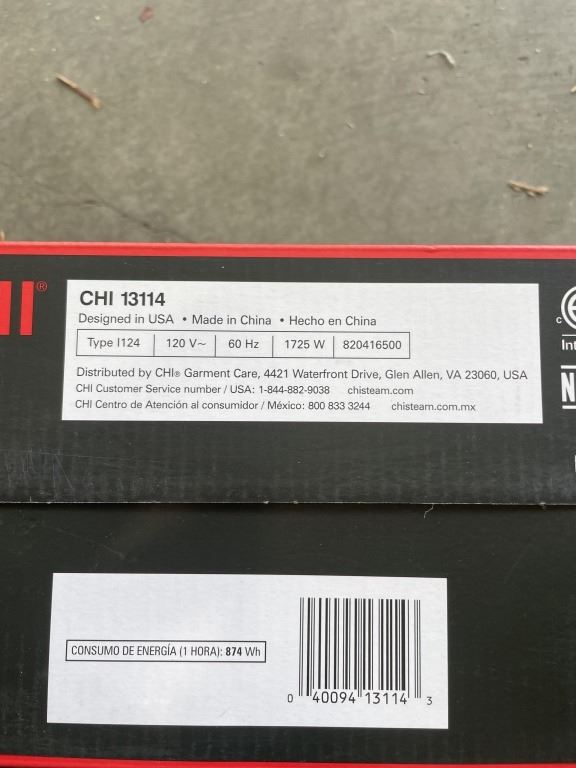 CHI 13114
Designed in USA • Made in China • Hecho en China
Type I124 120 V~ 60 Hz 1725 W 820416500
Distributed by CHI® Garment Care, 4421 Waterfront Drive, Glen Allen, VA 23060, USA
CHI Customer Service number / USA: 1-844-882-9038 chisteam.com
CHI Centro de Atención al consumidor / México: 800 833 3244 chisteam.com.mx
CONSUMO DE ENERGÍA (1 HORA): 874 Wh
0 40094 13114 3